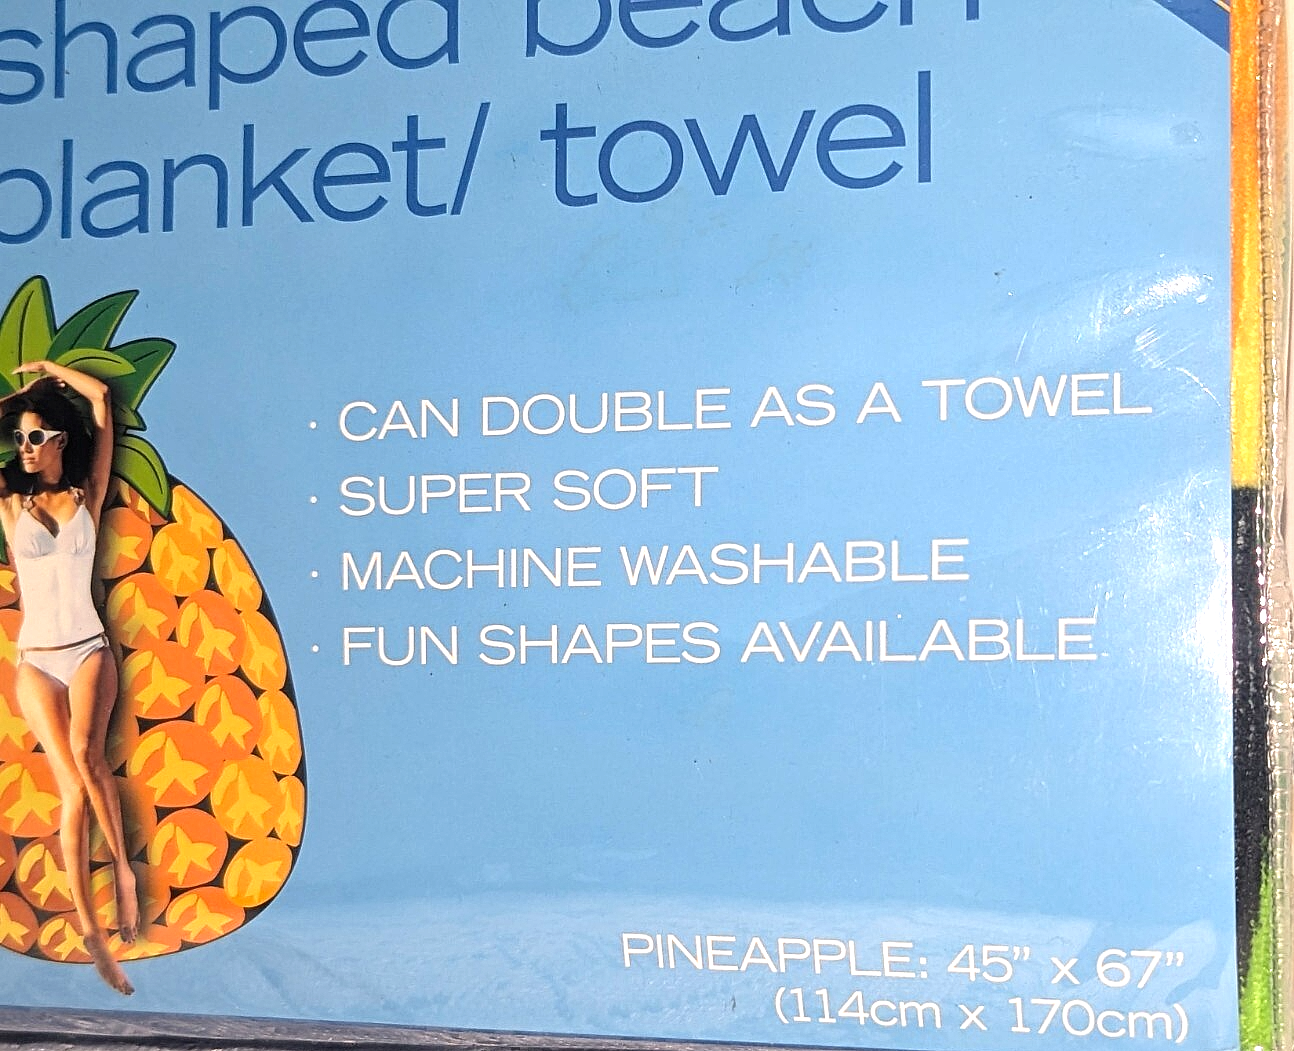 shaped beach
blanket/ towel
· CAN DOUBLE AS A TOWEL
· SUPER SOFT
· MACHINE WASHABLE
· FUN SHAPES AVAILABLE
PINEAPPLE: 45” x 67”
(114cm x 170cm)